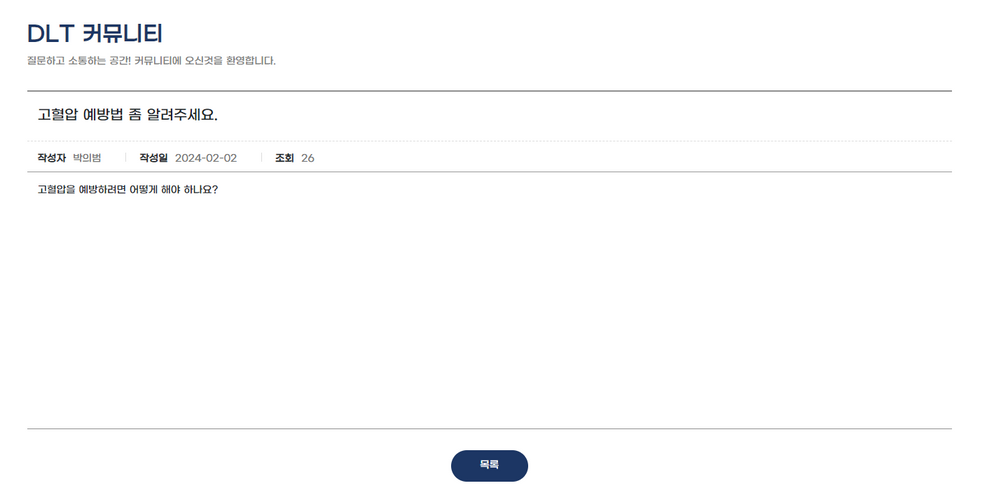 DLT 커뮤니티
질문하고 소통하는 공간! 커뮤니티에 오신것을 환영합니다.
고혈압 예방법 좀 알려주세요.
작성자 박의범 작성일 2024-02-02 조회 26
고혈압을 예방하려면 어떻게 해야 하나요?
목록